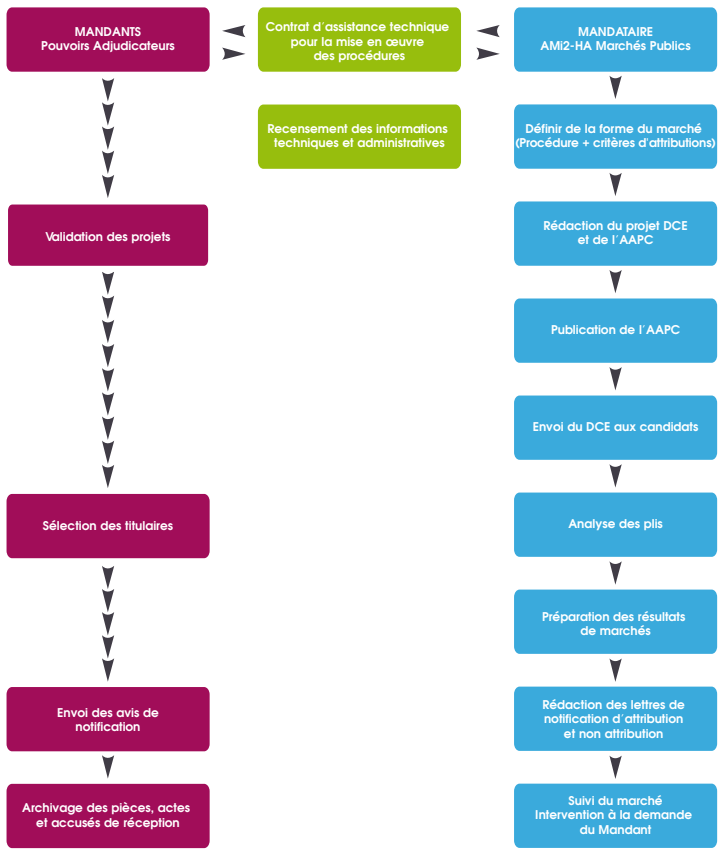 MANDANTS
Pouvoirs Adjudicateurs
Contrat d'assistance technique
pour la mise en œuvre
des procédures
MANDATAIRE
AMi2-HA Marchés Publics
Recensement des informations
techniques et administratives
Définir de la forme du marché
(Procédure + critères d'attributions)
Validation des projets
Rédaction du projet DCE
et de l'AAPC
Publication de l'AAPC
Envoi du DCE aux candidats
Sélection des titulaires
Analyse des plis
Préparation des résultats
de marchés
Envoi des avis de
notification
Rédaction des lettres de
notification d'attribution
et non attribution
Archivage des pièces, actes
et accusés de réception
Suivi du marché
Intervention à la demande
du Mandant